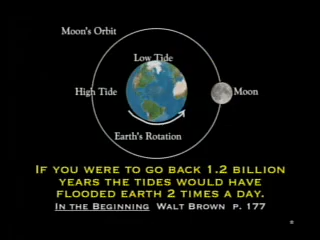 Moon's Orbit
Low Tide
High Tide
Moon
Earth's Rotation
IF YOU WERE TO GO BACK 1.2 BILLION
YEARS THE TIDES WOULD HAVE
FLOODED EARTH 2 TIMES A DAY.
IN THE BEGINNING WALT BROWN P. 177